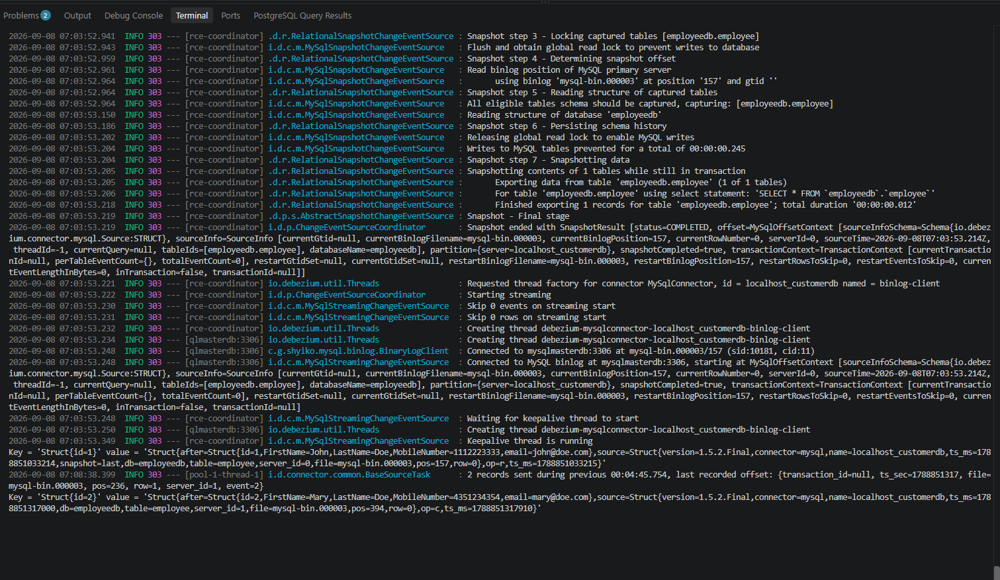 Problems 2 Output Debug Console Terminal Ports PostgreSQL Query Results
2026-09-08 07:03:52.941 INFO 303 --- [rce-coordinator] .d.r.RelationalSnapshotChangeEventSource : Snapshot step 3 - Locking captured tables [employeedb.employee]
2026-09-08 07:03:52.943 INFO 303 --- [rce-coordinator] i.d.c.m.MySqlSnapshotChangeEventSource : Flush and obtain global read lock to prevent writes to database
2026-09-08 07:03:52.959 INFO 303 --- [rce-coordinator] .d.r.RelationalSnapshotChangeEventSource : Snapshot step 4 - Determining snapshot offset
2026-09-08 07:03:52.961 INFO 303 --- [rce-coordinator] i.d.c.m.MySqlSnapshotChangeEventSource : Read binlog position of MySQL primary server
2026-09-08 07:03:52.964 INFO 303 --- [rce-coordinator] i.d.c.m.MySqlSnapshotChangeEventSource : using binlog 'mysql-bin.000003' at position '157' and gtid ''
2026-09-08 07:03:52.964 INFO 303 --- [rce-coordinator] .d.r.RelationalSnapshotChangeEventSource : Snapshot step 5 - Reading structure of captured tables
2026-09-08 07:03:52.964 INFO 303 --- [rce-coordinator] i.d.c.m.MySqlSnapshotChangeEventSource : All eligible tables schema should be captured, capturing: [employeedb.employee]
2026-09-08 07:03:53.150 INFO 303 --- [rce-coordinator] i.d.c.m.MySqlSnapshotChangeEventSource : Reading structure of database 'employeedb'
2026-09-08 07:03:53.186 INFO 303 --- [rce-coordinator] .d.r.RelationalSnapshotChangeEventSource : Snapshot step 6 - Persisting schema history
2026-09-08 07:03:53.202 INFO 303 --- [rce-coordinator] i.d.c.m.MySqlSnapshotChangeEventSource : Releasing global read lock to enable MySQL writes
2026-09-08 07:03:53.204 INFO 303 --- [rce-coordinator] i.d.c.m.MySqlSnapshotChangeEventSource : Writes to MySQL tables prevented for a total of 00:00:00.245
2026-09-08 07:03:53.204 INFO 303 --- [rce-coordinator] .d.r.RelationalSnapshotChangeEventSource : Snapshot step 7 - Snapshotting data
2026-09-08 07:03:53.205 INFO 303 --- [rce-coordinator] .d.r.RelationalSnapshotChangeEventSource : Snapshotting contents of 1 tables while still in transaction
2026-09-08 07:03:53.205 INFO 303 --- [rce-coordinator] .d.r.RelationalSnapshotChangeEventSource : Exporting data from table 'employeedb.employee' (1 of 1 tables)
2026-09-08 07:03:53.206 INFO 303 --- [rce-coordinator] .d.r.RelationalSnapshotChangeEventSource : For table 'employeedb.employee' using select statement: 'SELECT * FROM `employeedb`.`employee`'
2026-09-08 07:03:53.218 INFO 303 --- [rce-coordinator] .d.r.RelationalSnapshotChangeEventSource : Finished exporting 1 records for table 'employeedb.employee'; total duration '00:00:00.012'
2026-09-08 07:03:53.219 INFO 303 --- [rce-coordinator] .d.p.s.AbstractSnapshotChangeEventSource : Snapshot - Final stage
2026-09-08 07:03:53.219 INFO 303 --- [rce-coordinator] i.d.p.ChangeEventSourceCoordinator : Snapshot ended with SnapshotResult [status=COMPLETED, offset=MySqlOffsetContext [sourceInfoSchema=Schema{io.debez
ium.connector.mysql.Source:STRUCT}, sourceInfo=SourceInfo [currentGtid=null, currentBinlogFilename=mysql-bin.000003, currentBinlogPosition=157, currentRowNumber=0, serverId=0, sourceTime=2026-09-08T07:03:53.214Z,
threadId=-1, currentQuery=null, tableIds=[employeedb.employee], databaseName=employeedb], partition={server=localhost_customerdb}, snapshotCompleted=true, transactionContext=TransactionContext [currentTransactio
nId=null, perTableEventCount={}, totalEventCount=0], restartGtidSet=null, currentGtidSet=null, restartBinlogFilename=mysql-bin.000003, restartBinlogPosition=157, restartRowsToSkip=0, restartEventsToSkip=0, curren
tEventLengthInBytes=0, inTransaction=false, transactionId=null]]
2026-09-08 07:03:53.221 INFO 303 --- [rce-coordinator] io.debezium.util.Threads : Requested thread factory for connector MySqlConnector, id = localhost_customerdb named = binlog-client
2026-09-08 07:03:53.222 INFO 303 --- [rce-coordinator] i.d.p.ChangeEventSourceCoordinator : Starting streaming
2026-09-08 07:03:53.230 INFO 303 --- [rce-coordinator] i.d.c.m.MySqlStreamingChangeEventSource : Skip 0 events on streaming start
2026-09-08 07:03:53.231 INFO 303 --- [rce-coordinator] i.d.c.m.MySqlStreamingChangeEventSource : Skip 0 rows on streaming start
2026-09-08 07:03:53.232 INFO 303 --- [rce-coordinator] io.debezium.util.Threads : Creating thread debezium-mysqlconnector-localhost_customerdb-binlog-client
2026-09-08 07:03:53.234 INFO 303 --- [qlmasterdb:3306] io.debezium.util.Threads : Creating thread debezium-mysqlconnector-localhost_customerdb-binlog-client
2026-09-08 07:03:53.248 INFO 303 --- [qlmasterdb:3306] c.g.shyiko.mysql.binlog.BinaryLogClient : Connected to mysqlmasterdb:3306 at mysql-bin.000003/157 (sid:10181, cid:11)
2026-09-08 07:03:53.248 INFO 303 --- [qlmasterdb:3306] i.d.c.m.MySqlStreamingChangeEventSource : Connected to MySQL binlog at mysqlmasterdb:3306, starting at MySqlOffsetContext [sourceInfoSchema=Schema{io.debez
ium.connector.mysql.Source:STRUCT}, sourceInfo=SourceInfo [currentGtid=null, currentBinlogFilename=mysql-bin.000003, currentBinlogPosition=157, currentRowNumber=0, serverId=0, sourceTime=2026-09-08T07:03:53.214Z,
threadId=-1, currentQuery=null, tableIds=[employeedb.employee], databaseName=employeedb], partition={server=localhost_customerdb}, snapshotCompleted=true, transactionContext=TransactionContext [currentTransactio
nId=null, perTableEventCount={}, totalEventCount=0], restartGtidSet=null, currentGtidSet=null, restartBinlogFilename=mysql-bin.000003, restartBinlogPosition=157, restartRowsToSkip=0, restartEventsToSkip=0, curren
tEventLengthInBytes=0, inTransaction=false, transactionId=null]
2026-09-08 07:03:53.248 INFO 303 --- [rce-coordinator] i.d.c.m.MySqlStreamingChangeEventSource : Waiting for keepalive thread to start
2026-09-08 07:03:53.250 INFO 303 --- [qlmasterdb:3306] io.debezium.util.Threads : Creating thread debezium-mysqlconnector-localhost_customerdb-binlog-client
2026-09-08 07:03:53.349 INFO 303 --- [rce-coordinator] i.d.c.m.MySqlStreamingChangeEventSource : Keepalive thread is running
Key = 'Struct{id=1}' value = 'Struct{after=Struct{id=1,FirstName=John,LastName=Doe,MobileNumber=1112223333,email=john@doe.com},source=Struct{version=1.5.2.Final,connector=mysql,name=localhost_customerdb,ts_ms=178
8851033214,snapshot=last,db=employeedb,table=employee,server_id=0,file=mysql-bin.000003,pos=157,row=0},op=r,ts_ms=1788851033215}'
2026-09-08 07:08:38.399 INFO 303 --- [pool-1-thread-1] i.d.connector.common.BaseSourceTask : 2 records sent during previous 00:04:45.754, last recorded offset: {transaction_id=null, ts_sec=1788851317, file=
mysql-bin.000003, pos=236, row=1, server_id=1, event=2}
Key = 'Struct{id=2}' value = 'Struct{after=Struct{id=2,FirstName=Mary,LastName=Doe,MobileNumber=4351234354,email=mary@doe.com},source=Struct{version=1.5.2.Final,connector=mysql,name=localhost_customerdb,ts_ms=178
8851317000,db=employeedb,table=employee,server_id=1,file=mysql-bin.000003,pos=394,row=0},op=c,ts_ms=1788851317910}'